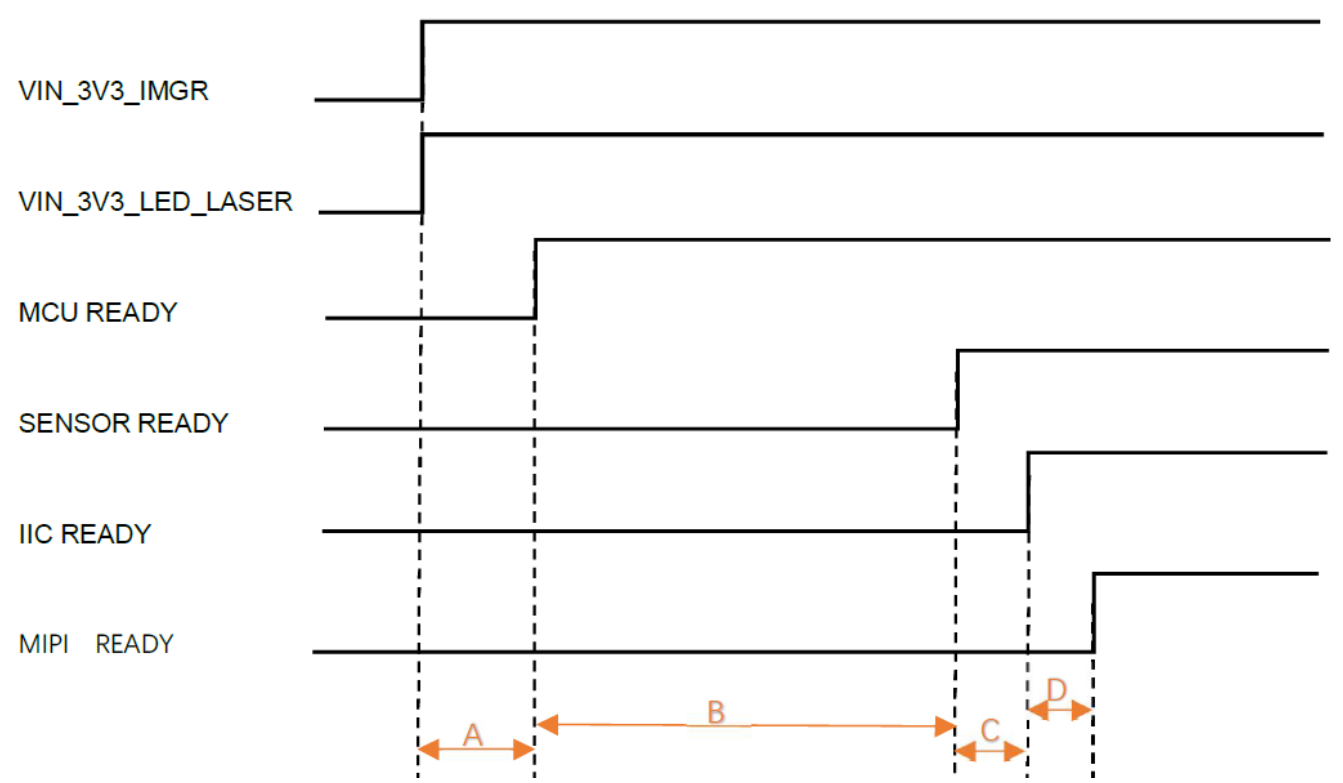 VIN_3V3_IMGR
VIN_3V3_LED_LASER
MCU READY
SENSOR READY
IIC READY
MIPI READY
D
B
A
C